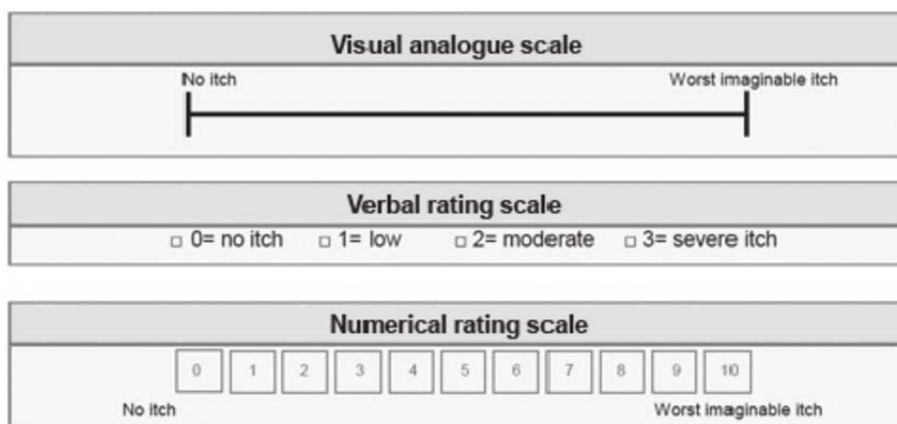 Visual analogue scale
No itch Worst imaginable itch
Verbal rating scale
0= no itch 1= low 2= moderate 3= severe itch
Numerical rating scale
0 1 2 3 4 5 6 7 8 9 10
No itch Worst imaginable itch